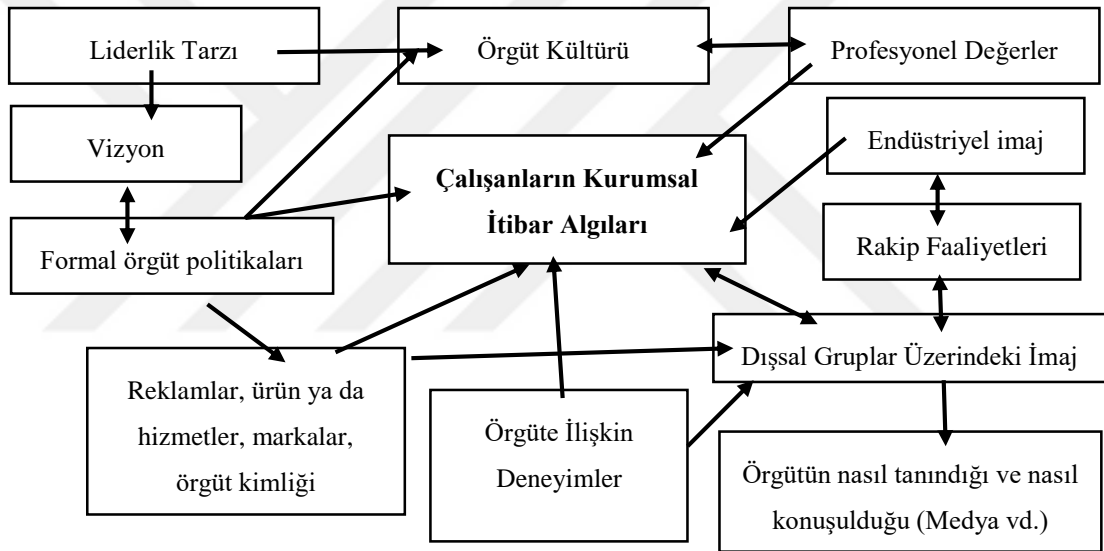 Liderlik Tarzı
Örgüt Kültürü
Profesyonel Değerler
Vizyon
Endüstriyel imaj
Çalışanların Kurumsal
İtibar Algıları
Formal örgüt politikaları
Rakip Faaliyetleri
Dışsal Gruplar Üzerindeki İmaj
Reklamlar, ürün ya da
hizmetler, markalar,
örgüt kimliği
Örgüte İlişkin
Deneyimler
Örgütün nasıl tanındığı ve nasıl
konuşulduğu (Medya vd.)